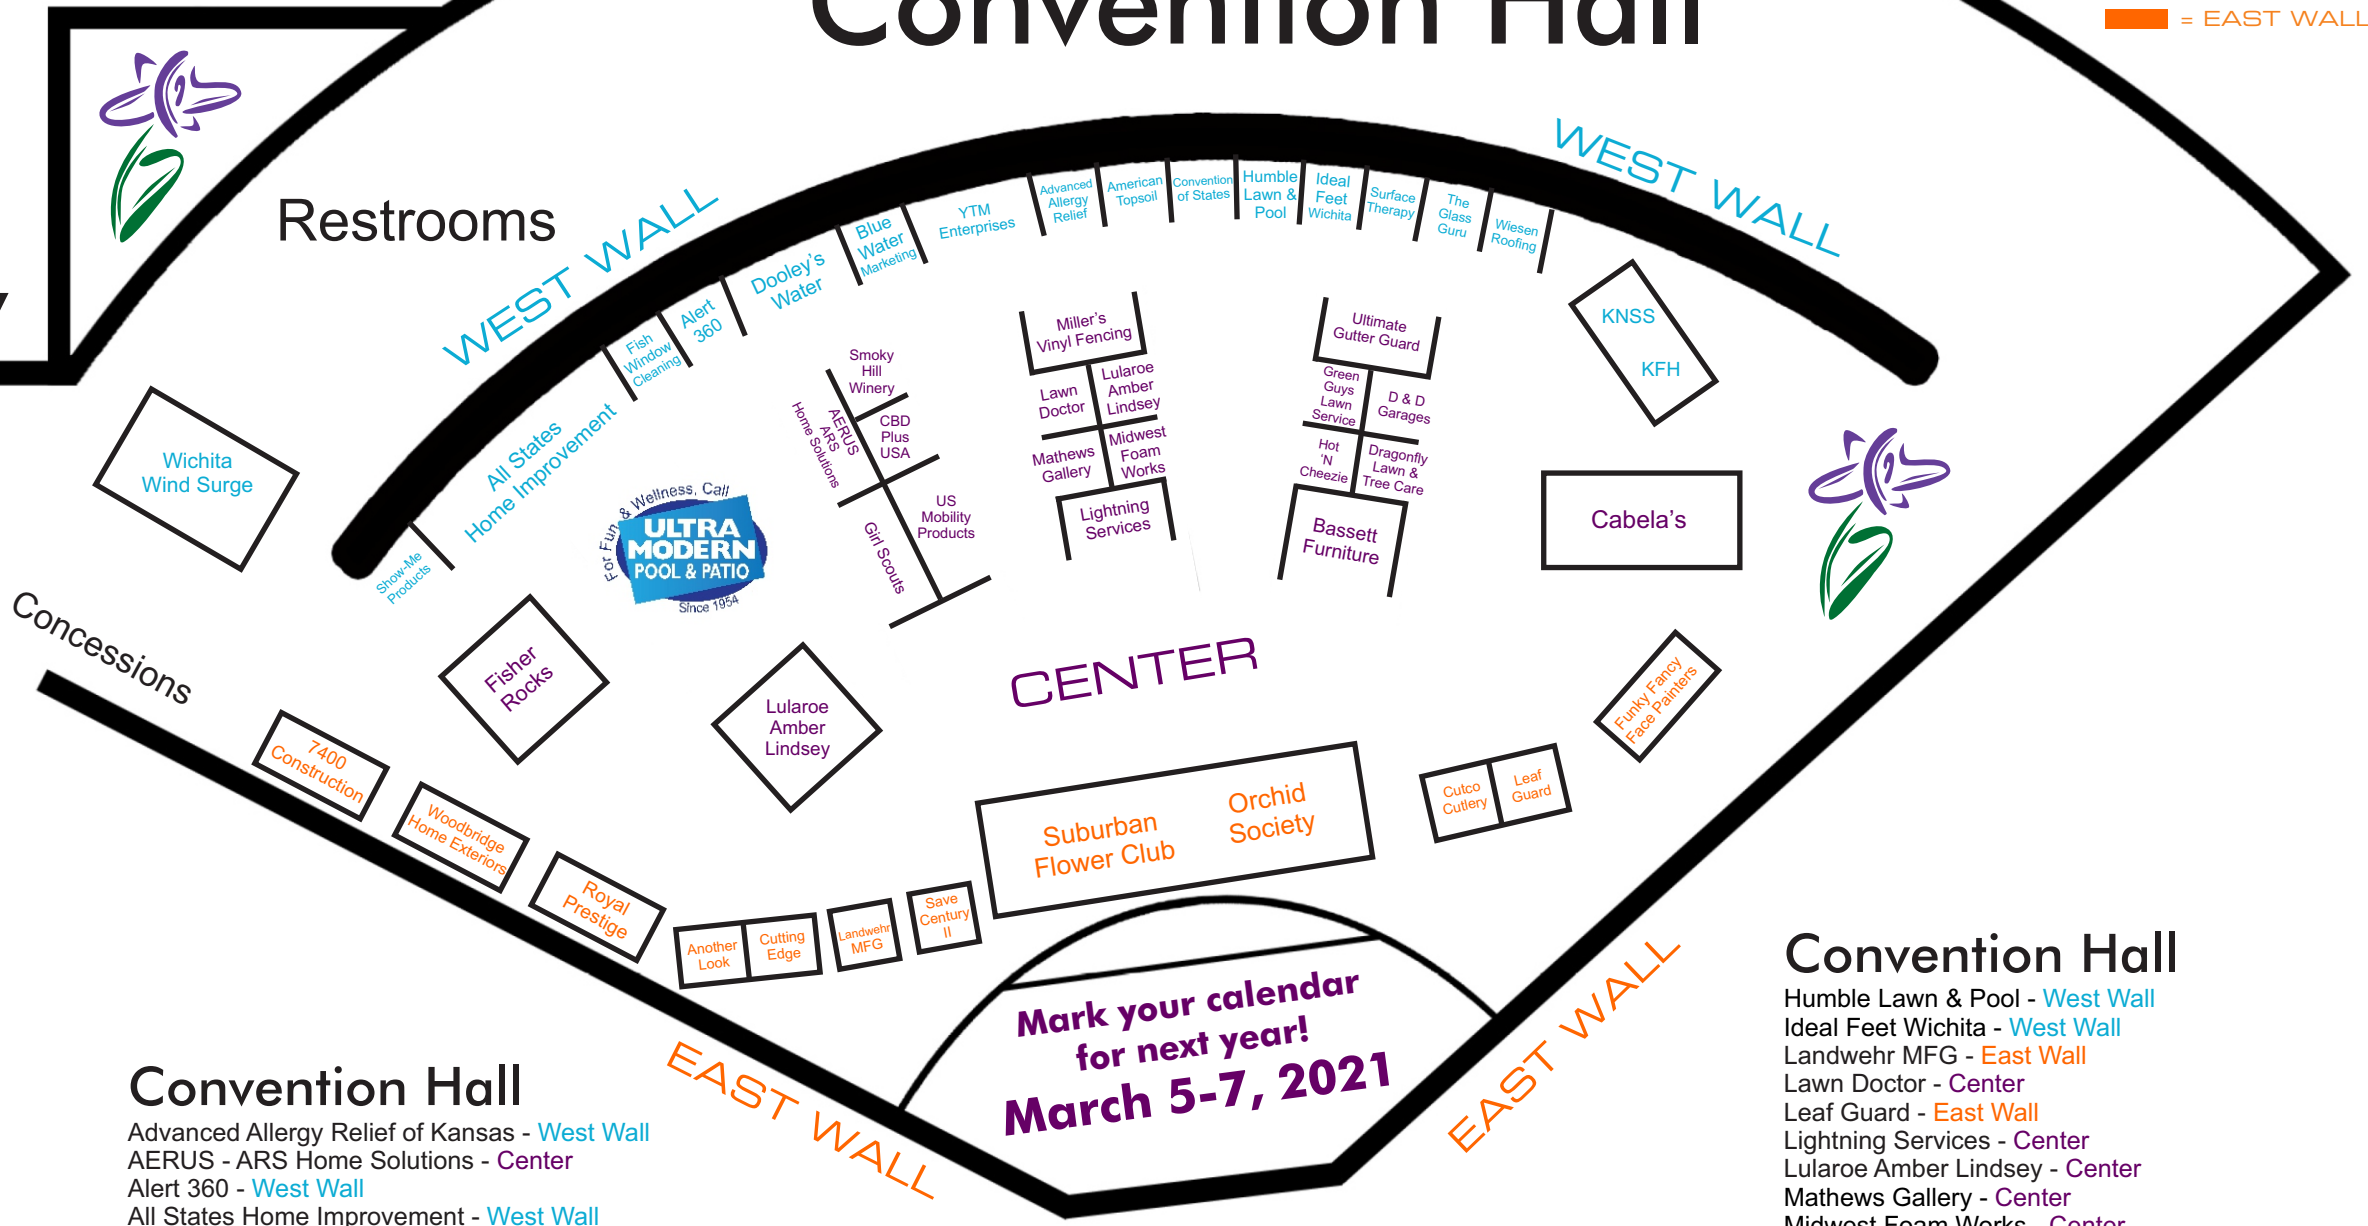 Convention Hall
= EAST WALL
Restrooms
WEST WALL
WEST WALL
Advanced
Allergy
Relief
American
Topsoil
Convention
of States
Humble
Lawn &
Pool
Ideal
Feet
Wichita
Surface
Therapy
The
Glass
Guru
Wiesen
Roofing
YTM
Enterprises
Blue
Water
Marketing
Dooley's
Water
Alert
360
Fish
Window
Cleaning
All States
Home Improvement
Show-Me
Products
Wichita
Wind Surge
Concessions
KNSS
KFH
Smoky
Hill
Winery
AERUS
ARS
Home Solutions
CBD
Plus
USA
US
Mobility
Products
Girl Scouts
Miller's
Vinyl Fencing
Lawn
Doctor
Lularoe
Amber
Lindsey
Mathews
Gallery
Midwest
Foam
Works
Lightning
Services
Ultimate
Gutter Guard
Green
Guys
Lawn
Service
D & D
Garages
Hot
'N
Cheezie
Dragonfly
Lawn &
Tree Care
Bassett
Furniture
Cabela's
For Fun & Wellness, Call
ULTRA
MODERN
POOL & PATIO
Since 1954
Fisher
Rocks
Lularoe
Amber
Lindsey
CENTER
Funky Fancy
Face Painters
7400
Construction
Woodbridge
Home Exteriors
Royal
Prestige
Another
Look
Cutting
Edge
Landwehr
MFG
Save
Century
II
Suburban
Flower Club
Orchid
Society
Cutco
Cutlery
Leaf
Guard
Mark your calendar
for next year!
March 5-7, 2021
EAST WALL
EAST WALL
Convention Hall
Advanced Allergy Relief of Kansas - West Wall
AERUS - ARS Home Solutions - Center
Alert 360 - West Wall
All States Home Improvement - West Wall
Convention Hall
Humble Lawn & Pool - West Wall
Ideal Feet Wichita - West Wall
Landwehr MFG - East Wall
Lawn Doctor - Center
Leaf Guard - East Wall
Lightning Services - Center
Lularoe Amber Lindsey - Center
Mathews Gallery - Center
Midwest Foam Works - Center